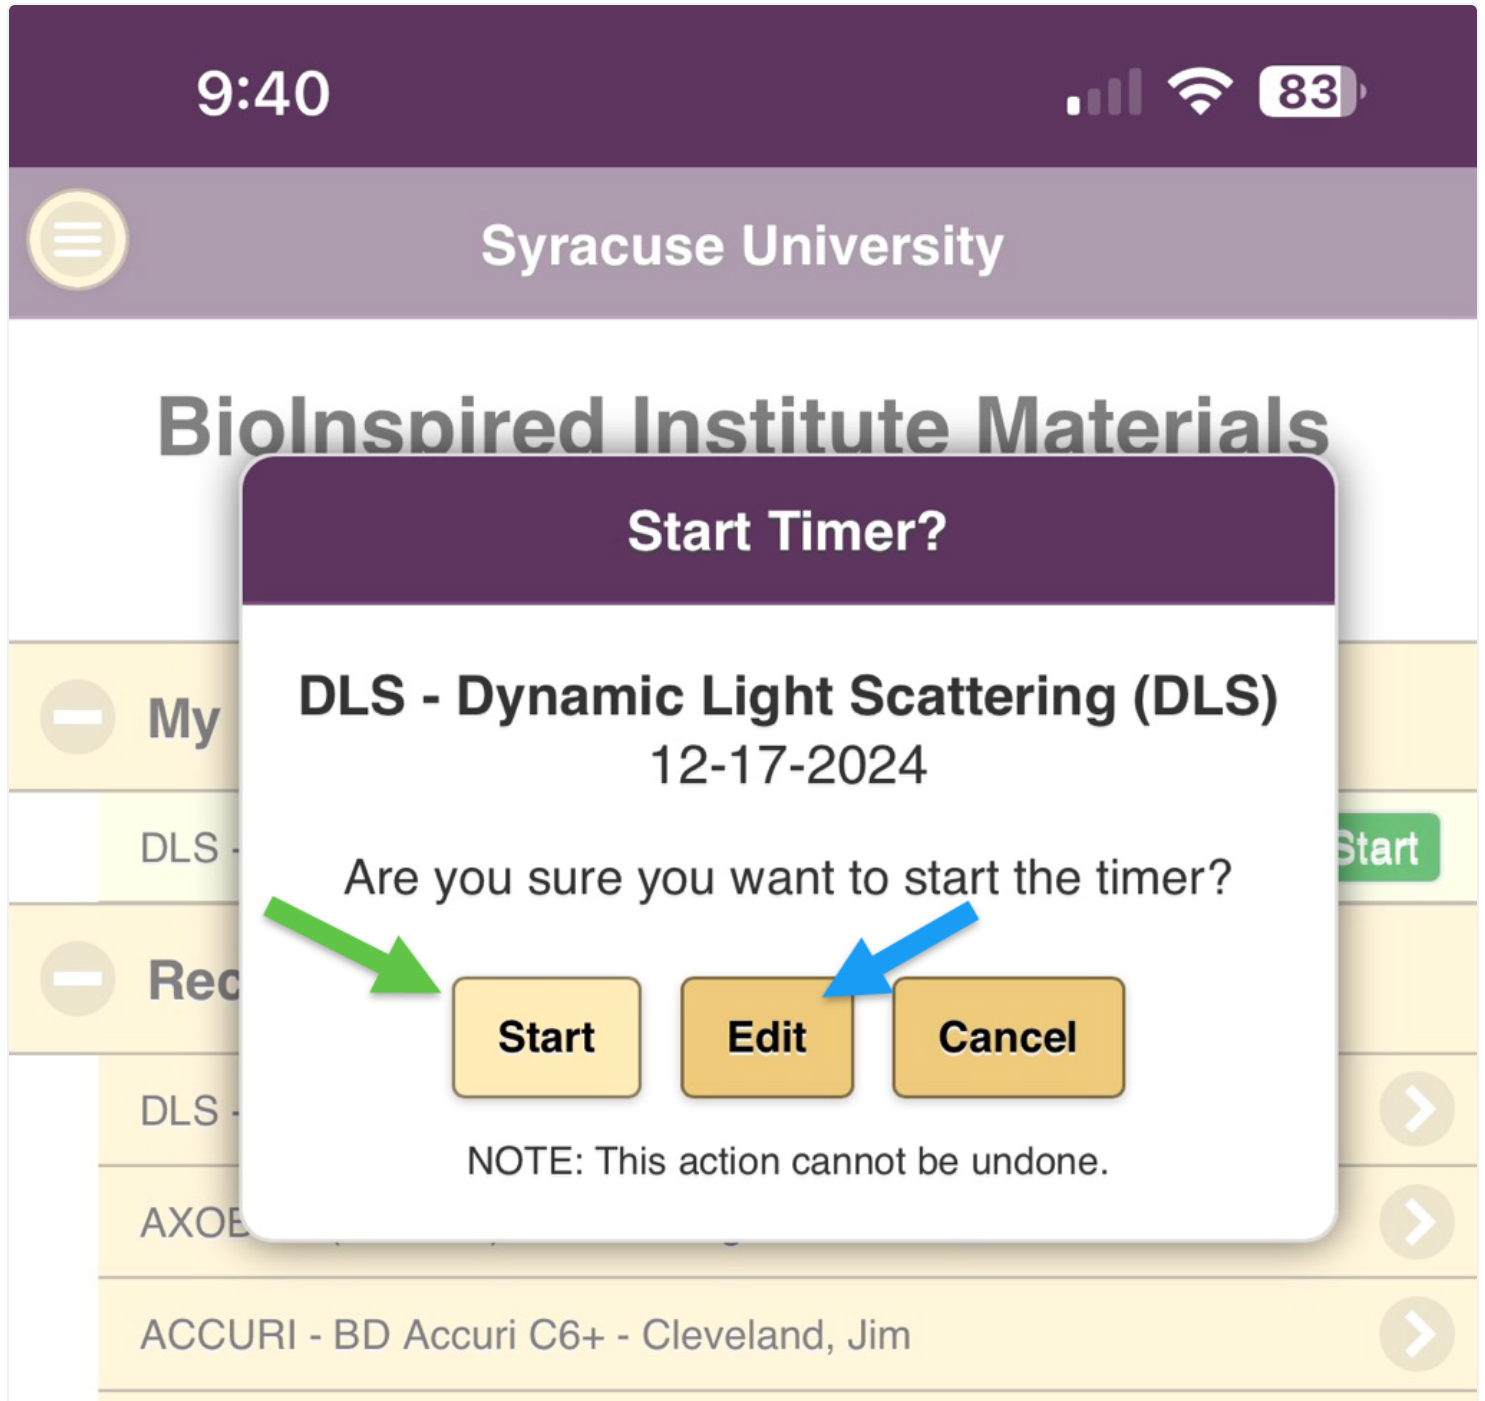 9:40
83
Syracuse University
BioInspired Institute Materials
Start Timer?
DLS - Dynamic Light Scattering (DLS)
12-17-2024
My
DLS -
Start
Are you sure you want to start the timer?
Rec
Start
Edit
Cancel
DLS -
NOTE: This action cannot be undone.
ACCURI - BD Accuri C6+ - Cleveland, Jim